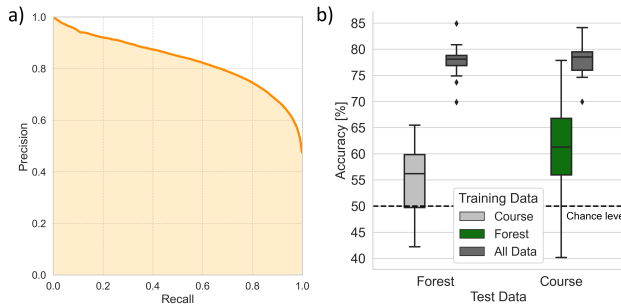 a)
1.0
0.8
0.6
0.4
0.2
0.0
Precision
0.0
0.2
0.4
0.6
0.8
1.0
Recall
b)
85
80
75
70
65
60
55
50
45
40
Accuracy [%]
Training Data
Course
Forest
All Data
Chance leve
Forest
Course
Test Data